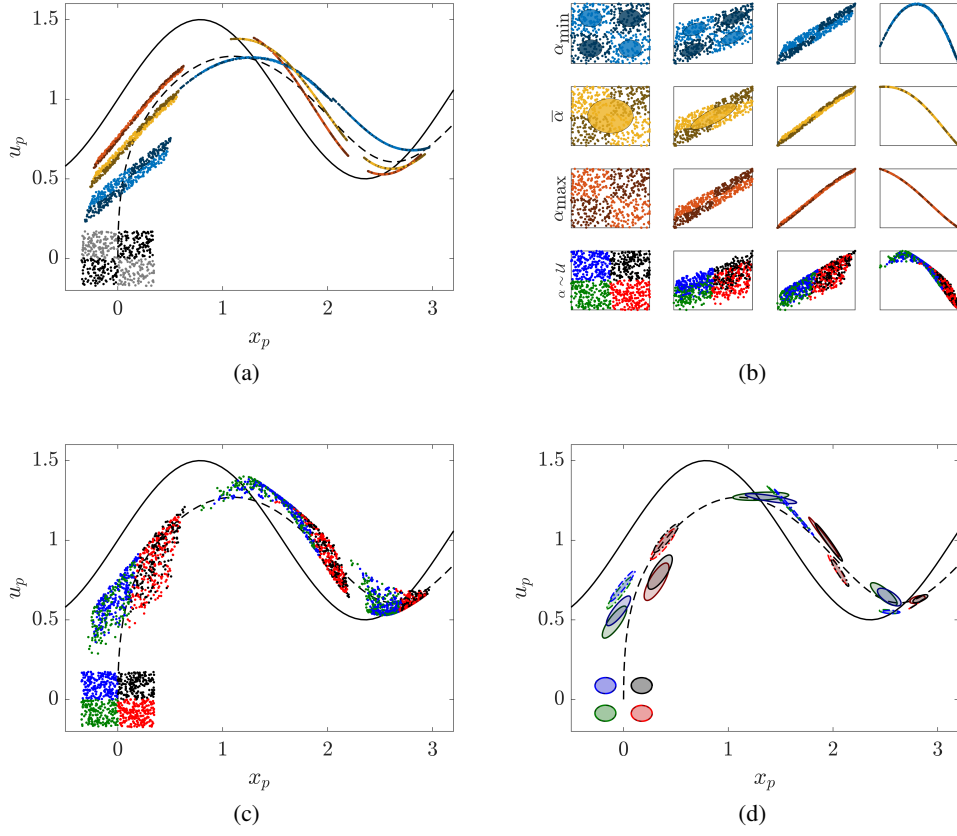 1.5
1
0.5
0
u_p
0 1 2 3
x_p
(a)
α_min
ᾱ
α_max
α ~ 𝒰
(b)
1.5
1
0.5
0
u_p
0 1 2 3
x_p
(c)
1.5
1
0.5
0
u_p
0 1 2 3
x_p
(d)